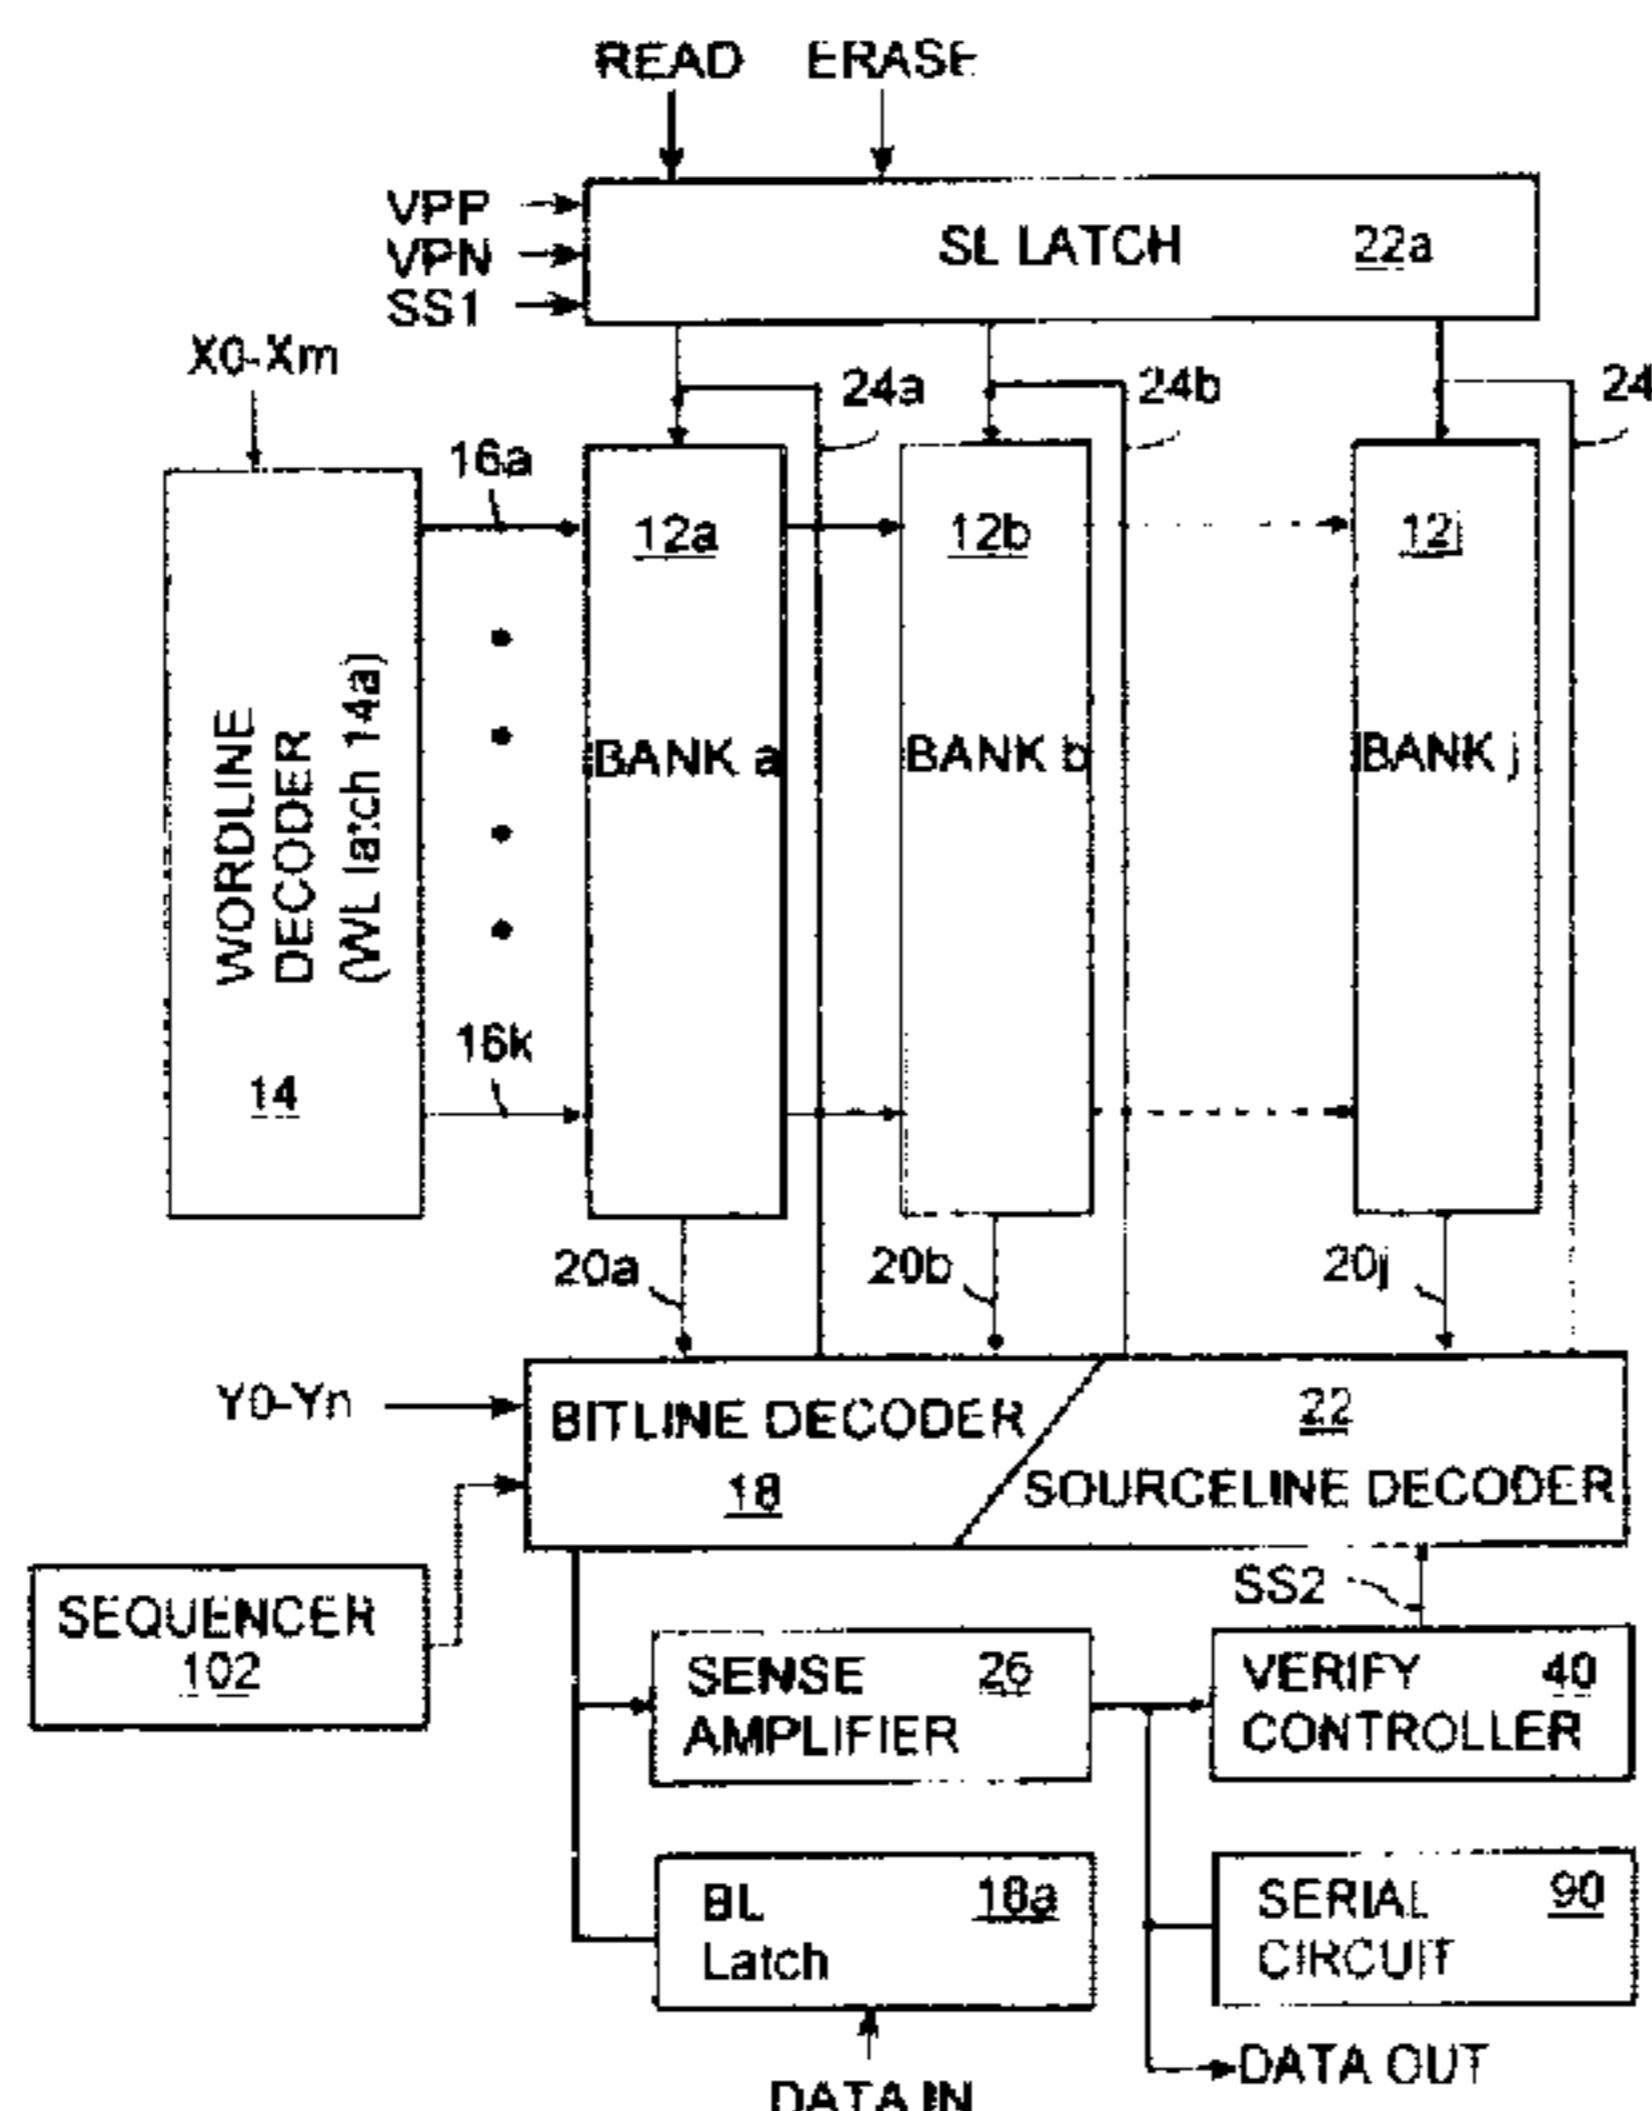 READ ERASE
VPP
VPN
SS1
SL LATCH 22a
X0-Xm
24a
24b
24
16a
12a
12b
12j
WORDLINE
DECODER
(WL latch 14a)
14
BANK a
BANK b
BANK j
16k
20a
20b
20j
Y0-Yn
BITLINE DECODER
18
22
SOURCELINE DECODER
SEQUENCER
102
SS2
SENSE 26
AMPLIFIER
VERIFY 40
CONTROLLER
BL 18a
Latch
SERIAL 90
CIRCUIT
DATA IN
DATA OUT